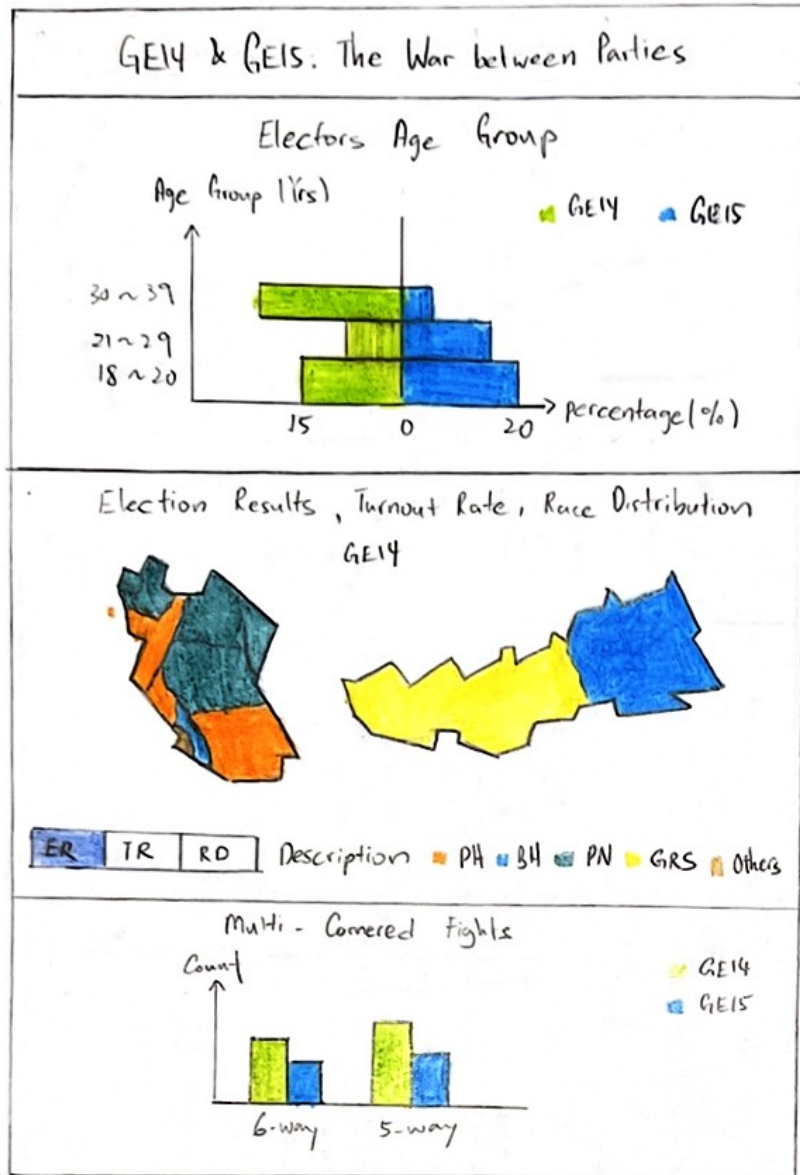 GE14 & GE15: The War between Parties
Electors Age Group
Age Group (Yrs)
GE14 GE15
30 ~ 39
21 ~ 29
18 ~ 20
15 0 20 percentage (%)
Election Results, Turnout Rate, Race Distribution
GE14
ER TR RD Description PH BH PN GRS Others
Multi-Cornered Fights
Count
GE14
GE15
6-way 5-way